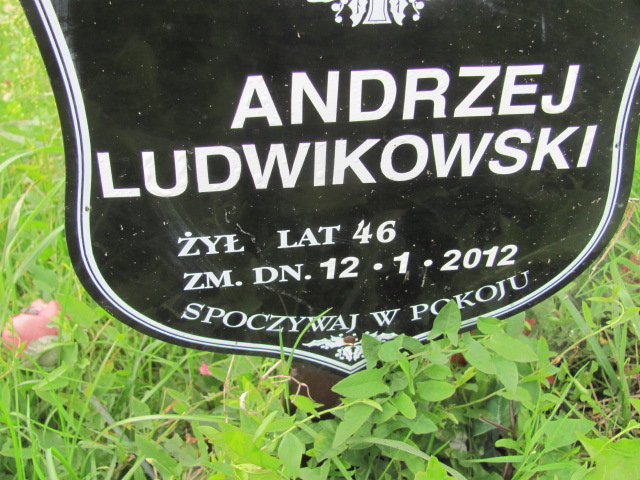 ANDRZEJ
LUDWIKOWSKI
ŻYŁ LAT 46
ZM. DN. 12 · 1 · 2012
SPOCZYWAJ W POKOJU